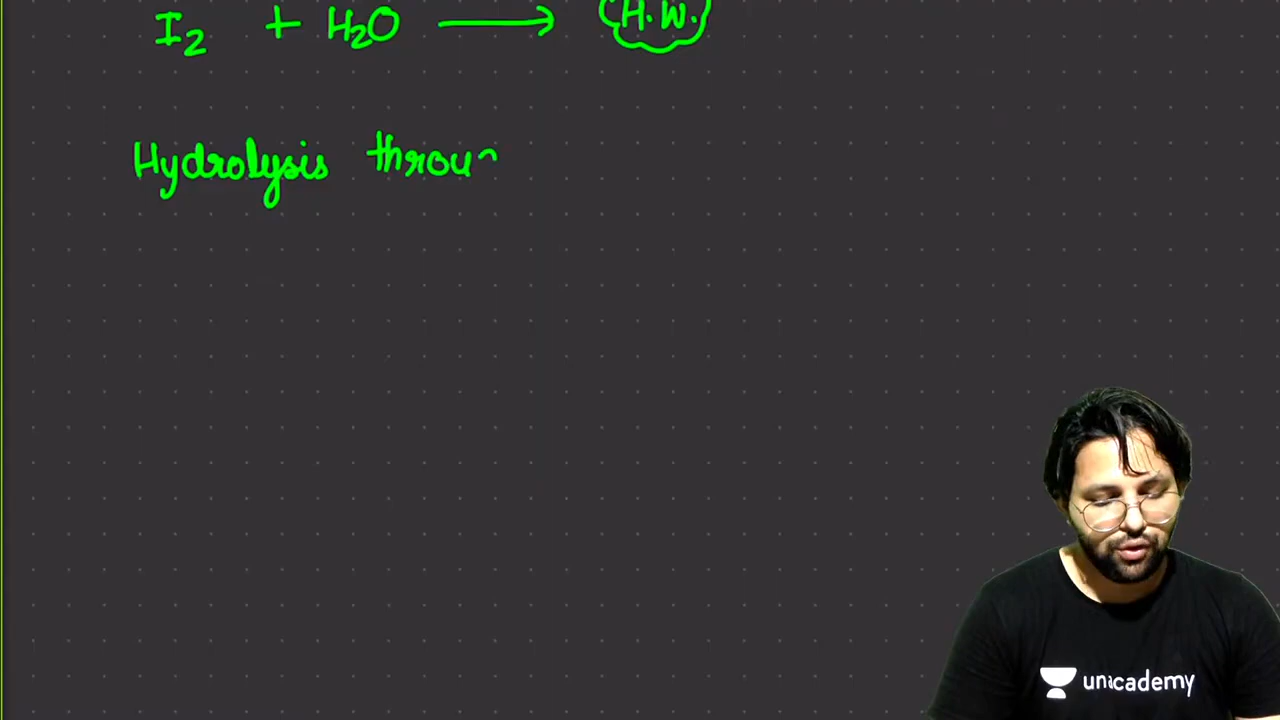 I2 + H2O ⟶ H.W.
Hydrolysis throu
unacademy